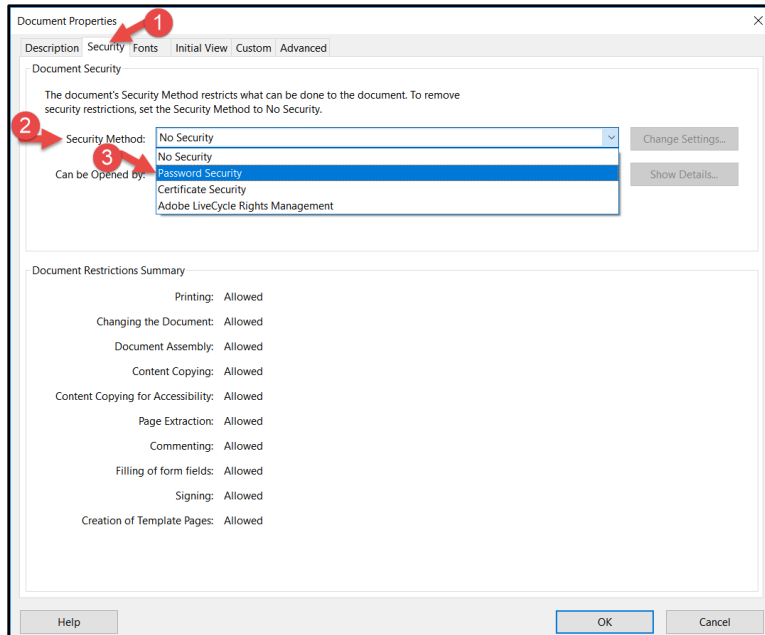 Document Properties
1
Description Security Fonts Initial View Custom Advanced
Document Security
The document's Security Method restricts what can be done to the document. To remove
security restrictions, set the Security Method to No Security.
2
Security Method: No Security Change Settings...
No Security
3
Can be Opened by: Password Security Show Details...
Certificate Security
Adobe LiveCycle Rights Management
Document Restrictions Summary
Printing: Allowed
Changing the Document: Allowed
Document Assembly: Allowed
Content Copying: Allowed
Content Copying for Accessibility: Allowed
Page Extraction: Allowed
Commenting: Allowed
Filling of form fields: Allowed
Signing: Allowed
Creation of Template Pages: Allowed
Help OK Cancel